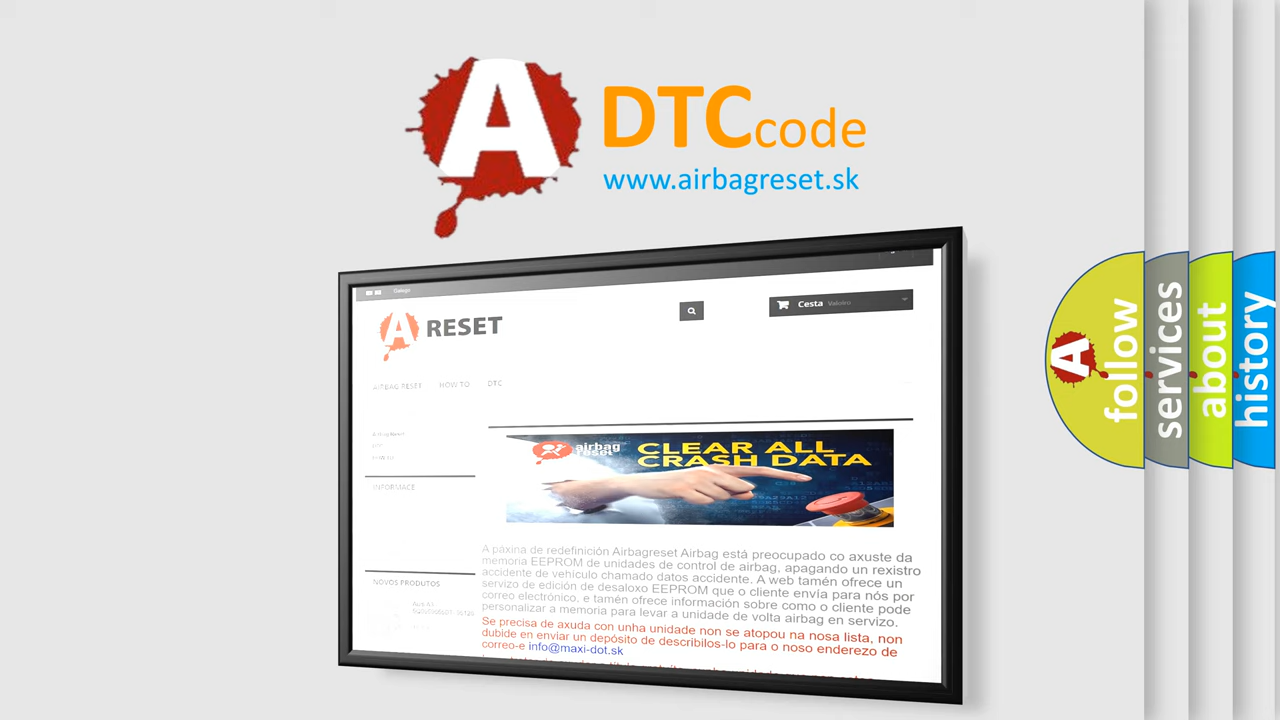 A
DTCcode
www.airbagreset.sk
Galego
A RESET
Cesta Valeiro
AIRBAG RESET HOW TO DTC
INFORMACE
airbag
reset
CLEAR ALL
CRASH DATA
A páxina de redefinición Airbagreset Airbag está preocupado co axuste da
memoria EEPROM de unidades de control de airbag, apagando un rexistro
accidente de vehículo chamado datos accidente. A web tamén ofrece un
servizo de edición de desaloxo EEPROM que o cliente envía para nós por
correo electrónico, e tamén ofrece información sobre como o cliente pode
personalizar a memoria para levar a unidade de volta airbag en servizo.
Se precisa de axuda con unha unidade non se atopou na nosa lista, non
dubide en enviar un depósito de describilos-lo para o noso enderezo de
correo-e info@maxi-dot.sk
NOVOS PRODUTOS
A
follow
services
about
history